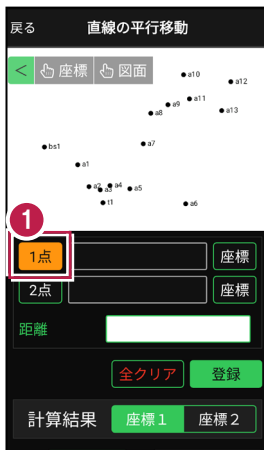 戻る 直線の平行移動
< 座標 図面
a10
a12
a11
a9
a8
a13
bs1
a7
a1
a2 a4
a3 a5
t1
a6
1
1点 座標
2点 座標
距離
全クリア 登録
計算結果 座標1 座標2